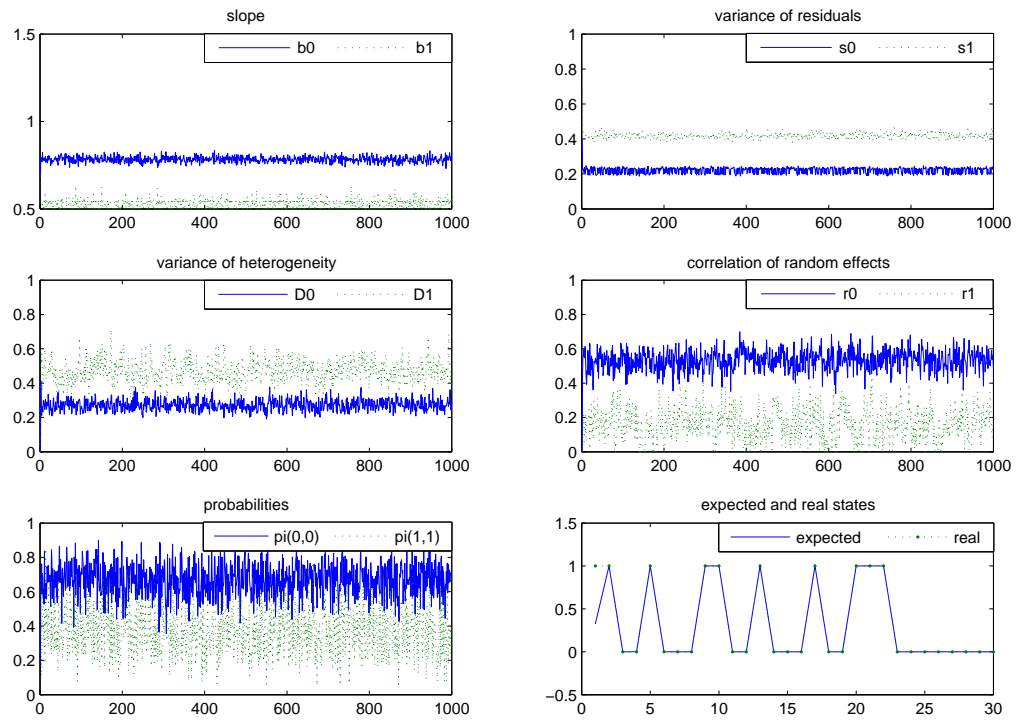 slope
b0 b1
1.5
1
0.5
0 200 400 600 800 1000
variance of residuals
s0 s1
1
0.8
0.6
0.4
0.2
0
0 200 400 600 800 1000
variance of heterogeneity
D0 D1
1
0.8
0.6
0.4
0.2
0
0 200 400 600 800 1000
correlation of random effects
r0 r1
1
0.8
0.6
0.4
0.2
0
0 200 400 600 800 1000
probabilities
pi(0,0) pi(1,1)
1
0.8
0.6
0.4
0.2
0
0 200 400 600 800 1000
expected and real states
expected real
1.5
1
0.5
0
−0.5
0 5 10 15 20 25 30